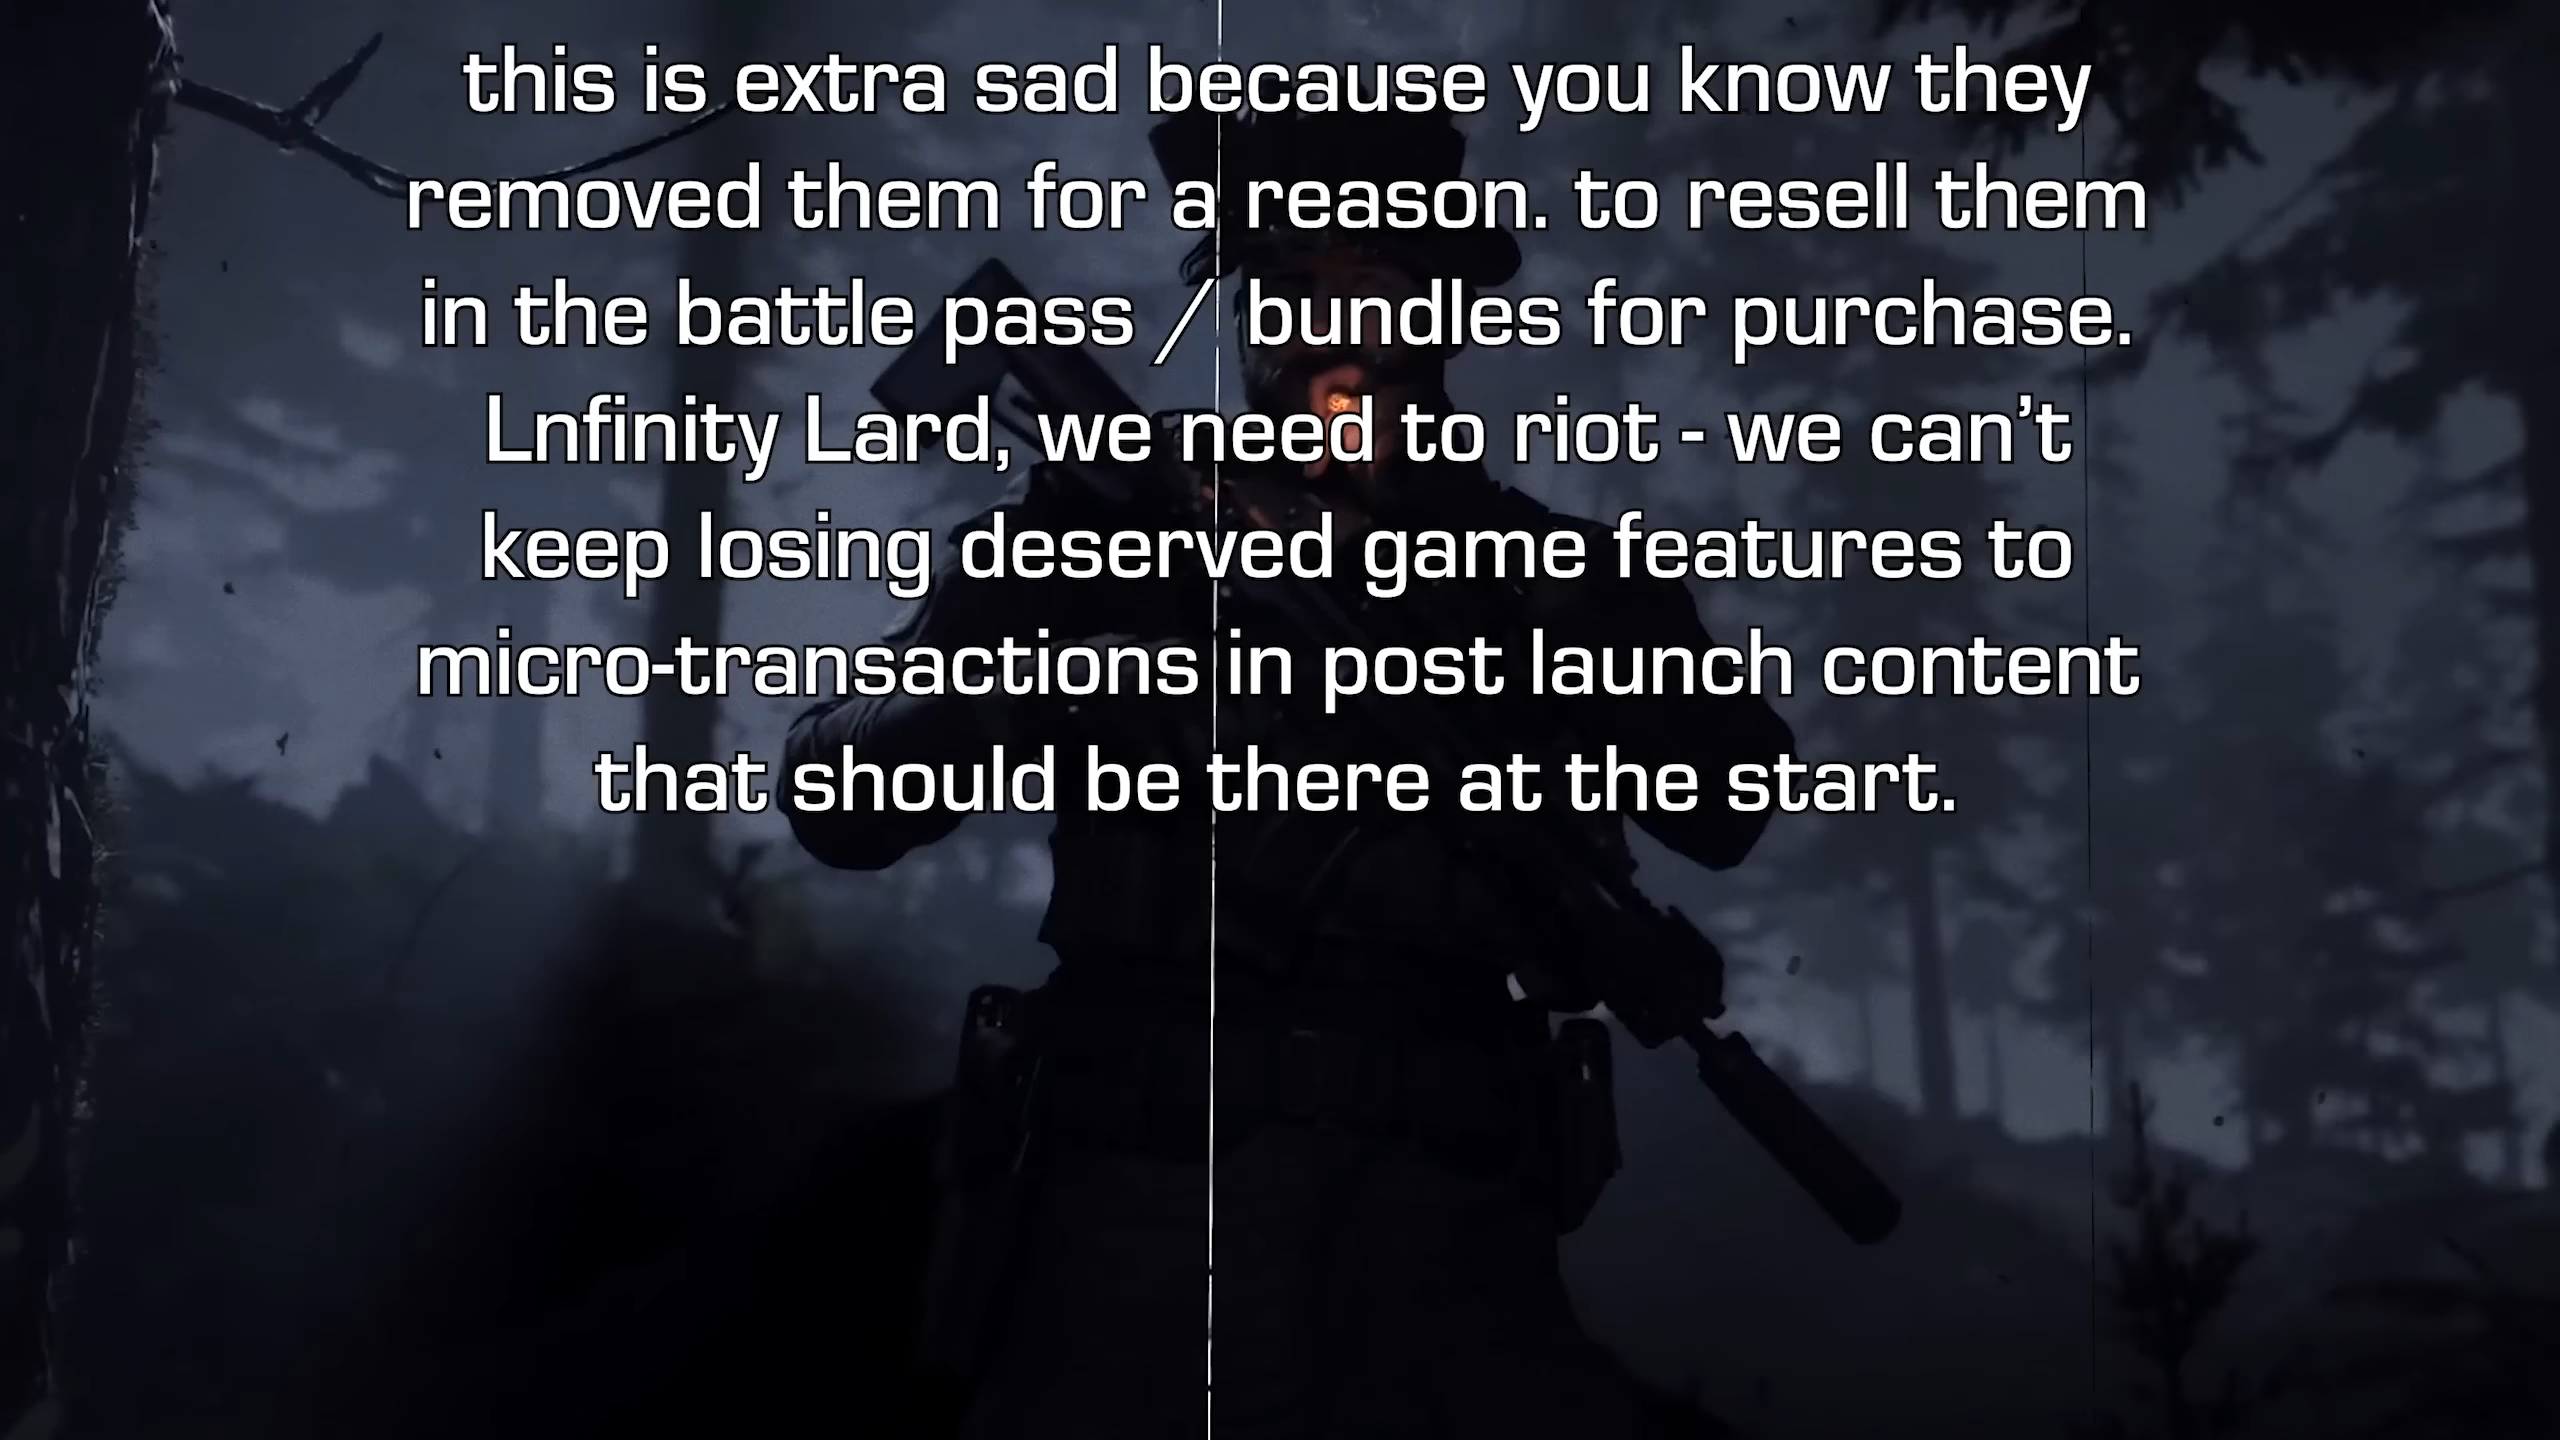 this is extra sad because you know they
removed them for a reason. to resell them
in the battle pass / bundles for purchase.
Lnfinity Lard, we need to riot - we can’t
keep losing deserved game features to
micro-transactions in post launch content
that should be there at the start.